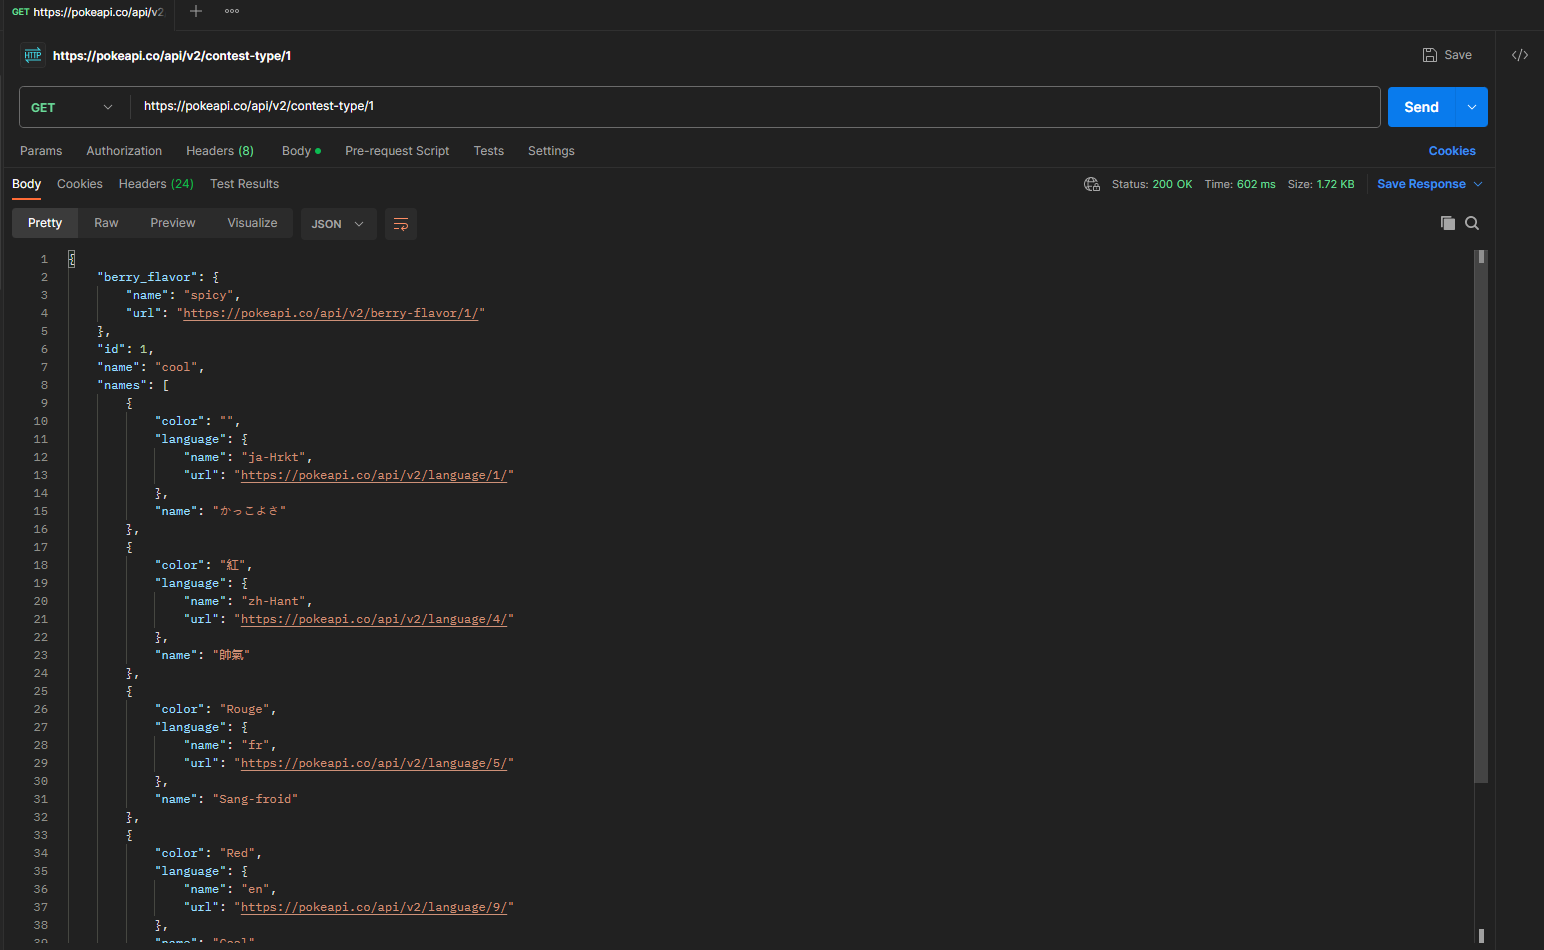 GET https://pokeapi.co/api/v2
https://pokeapi.co/api/v2/contest-type/1
Save
GET
https://pokeapi.co/api/v2/contest-type/1
Send
Params Authorization Headers (8) Body Pre-request Script Tests Settings Cookies
Body Cookies Headers (24) Test Results Status: 200 OK Time: 602 ms Size: 1.72 KB Save Response
Pretty Raw Preview Visualize JSON
1 {
2 "berry_flavor": {
3 "name": "spicy",
4 "url": "https://pokeapi.co/api/v2/berry-flavor/1/"
5 },
6 "id": 1,
7 "name": "cool",
8 "names": [
9 {
10 "color": "",
11 "language": {
12 "name": "ja-Hrkt",
13 "url": "https://pokeapi.co/api/v2/language/1/"
14 },
15 "name": "かっこよさ"
16 },
17 {
18 "color": "紅",
19 "language": {
20 "name": "zh-Hant",
21 "url": "https://pokeapi.co/api/v2/language/4/"
22 },
23 "name": "帥氣"
24 },
25 {
26 "color": "Rouge",
27 "language": {
28 "name": "fr",
29 "url": "https://pokeapi.co/api/v2/language/5/"
30 },
31 "name": "Sang-froid"
32 },
33 {
34 "color": "Red",
35 "language": {
36 "name": "en",
37 "url": "https://pokeapi.co/api/v2/language/9/"
38 },
39 "name": "Cool"